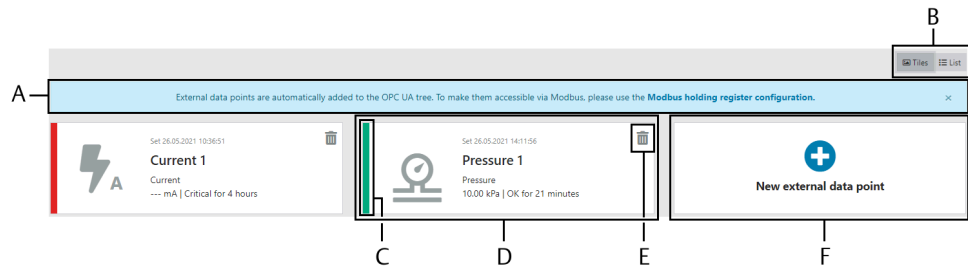 B
Tiles List
A
External data points are automatically added to the OPC UA tree. To make them accessible via Modbus, please use the Modbus holding register configuration. ×
Set 26.05.2021 10:36:51
Current 1
Current
--- mA | Critical for 4 hours
A
Set 26.05.2021 14:11:56
Pressure 1
Pressure
10.00 kPa | OK for 21 minutes
New external data point
C D E F